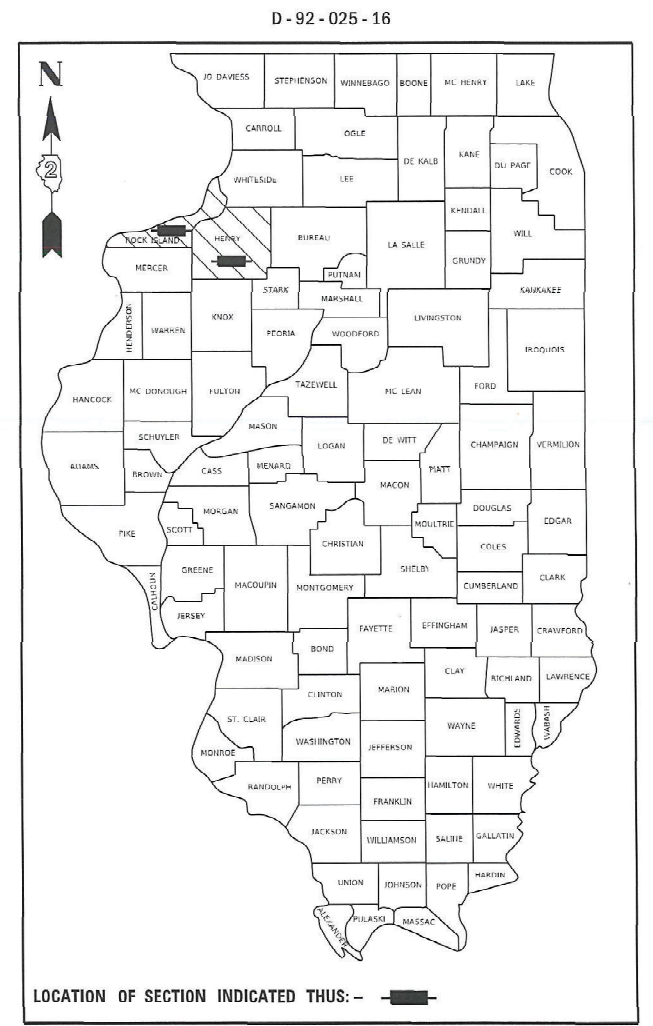 D - 92 - 025 - 16
N
2
JO DAVIESS STEPHENSON WINNEBAGO BOONE MC HENRY LAKE
CARROLL OGLE
DE KALB KANE DU PAGE COOK
WHITESIDE LEE
KENDALL
ROCK ISLAND HENRY BUREAU LA SALLE WILL
MERCER PUTNAM GRUNDY
STARK MARSHALL KANKAKEE
HENDERSON WARREN KNOX PEORIA WOODFORD LIVINGSTON
IROQUOIS
HANCOCK MC DONOUGH FULTON TAZEWELL MC LEAN FORD
MASON
SCHUYLER LOGAN DE WITT CHAMPAIGN VERMILION
ADAMS BROWN CASS MENARD PIATT
MACON
MORGAN SANGAMON DOUGLAS
PIKE SCOTT MOULTRIE EDGAR
CHRISTIAN COLES
GREENE SHELBY
CALHOUN MACOUPIN MONTGOMERY CUMBERLAND CLARK
JERSEY
FAYETTE EFFINGHAM JASPER CRAWFORD
MADISON BOND
CLAY RICHLAND LAWRENCE
CLINTON MARION
ST. CLAIR WAYNE EDWARDS WABASH
WASHINGTON JEFFERSON
MONROE
RANDOLPH PERRY HAMILTON WHITE
FRANKLIN
JACKSON WILLIAMSON SALINE GALLATIN
UNION JOHNSON POPE HARDIN
ALEXANDER PULASKI MASSAC
LOCATION OF SECTION INDICATED THUS: –